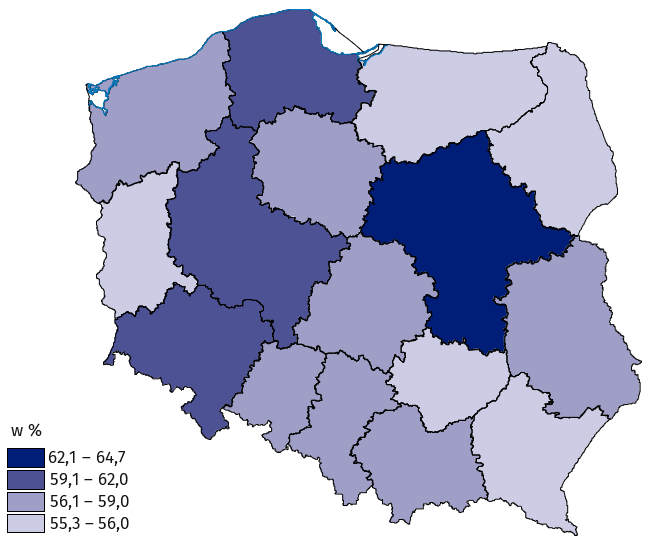 w %
62,1 – 64,7
59,1 – 62,0
56,1 – 59,0
55,3 – 56,0